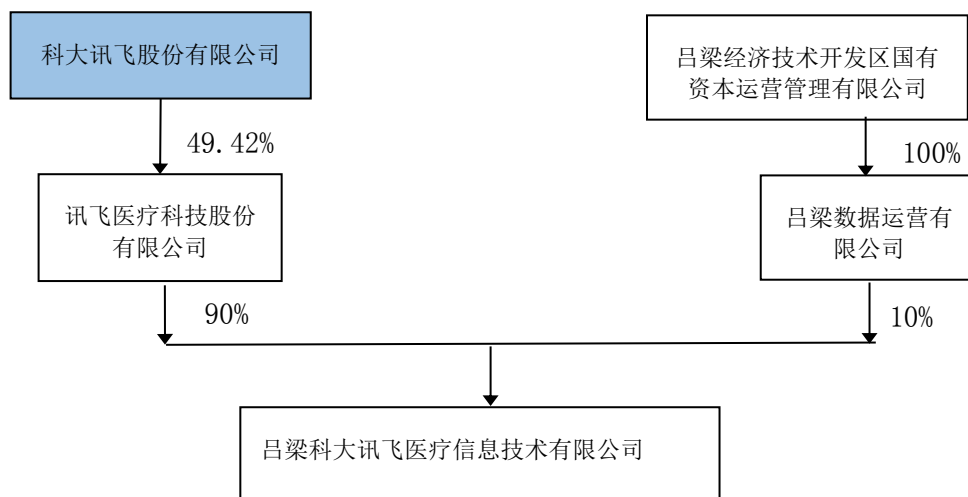 科大讯飞股份有限公司
吕梁经济技术开发区国有
资本运营管理有限公司
49.42%
100%
讯飞医疗科技股份
有限公司
吕梁数据运营有
限公司
90%
10%
吕梁科大讯飞医疗信息技术有限公司